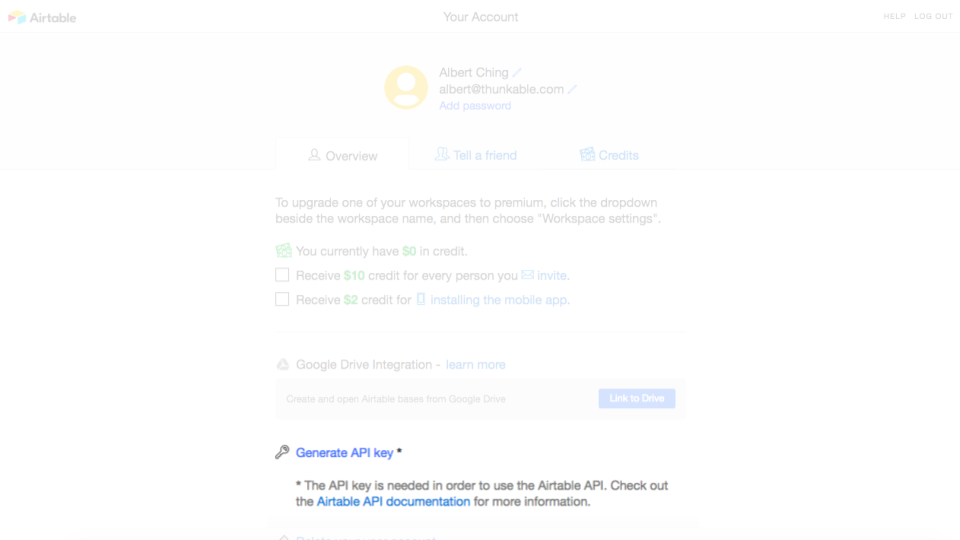 Airtable
Your Account
HELP LOG OUT
Albert Ching
albert@thunkable.com
Add password
Overview
Tell a friend
Credits
To upgrade one of your workspaces to premium, click the dropdown
beside the workspace name, and then choose "Workspace settings".
You currently have $0 in credit.
Receive $10 credit for every person you invite.
Receive $2 credit for installing the mobile app.
Google Drive Integration - learn more
Create and open Airtable bases from Google Drive
Link to Drive
Generate API key *
* The API key is needed in order to use the Airtable API. Check out
the Airtable API documentation for more information.